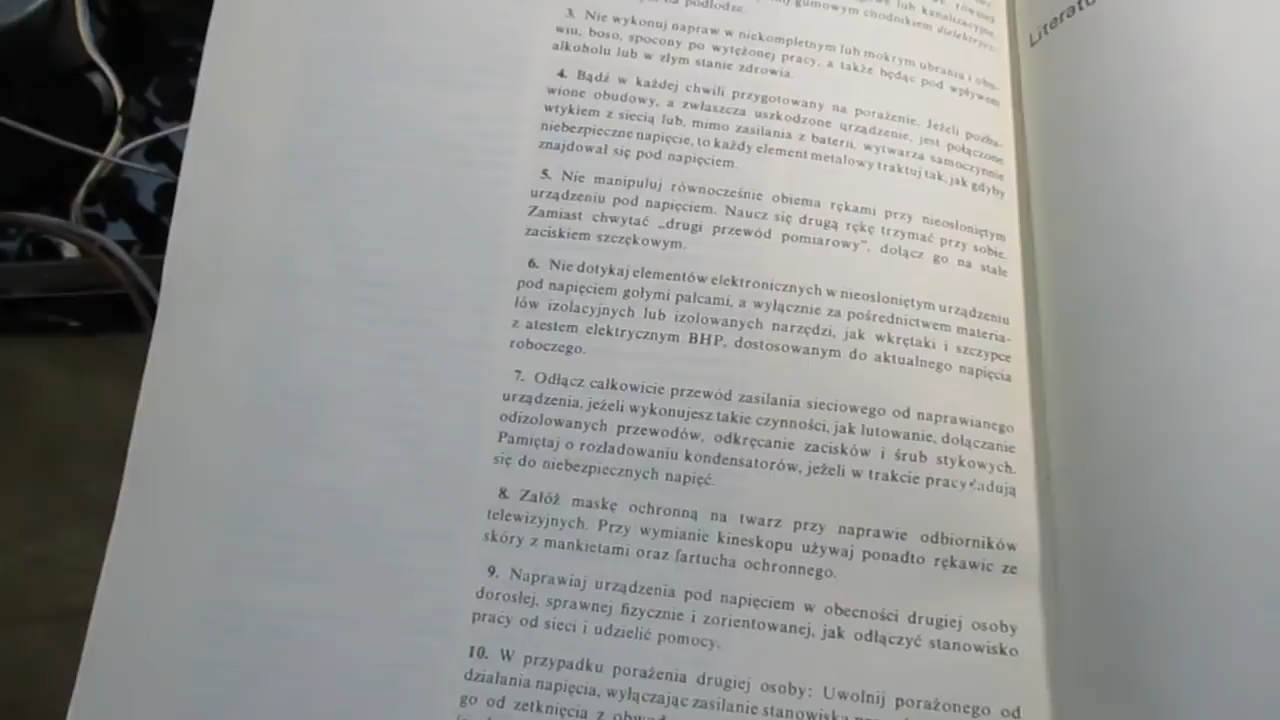 lub kanalizacyjne
na podłodze. gumowym chodnikiem
3. Nie wykonuj napraw w niekompletnym lub mokrym ubraniu i obu-
wiu, boso, spocony po wytężonej pracy, a także będąc pod wpływem
alkoholu lub w złym stanie zdrowia.
4. Bądź w każdej chwili przygotowany na porażenie. Jeżeli pozba-
wione obudowy, a zwłaszcza uszkodzone urządzenie, jest połączone
wtykiem z siecią lub, mimo zasilania z baterii, wytwarza samoczynnie
niebezpieczne napięcie, to każdy element metalowy traktuj tak, jak gdyby
znajdował się pod napięciem.
5. Nie manipuluj równocześnie obiema rękami przy nieosłoniętym
urządzeniu pod napięciem. Naucz się drugą rękę trzymać przy sobie.
Zamiast chwytać „drugi przewód pomiarowy”, dołącz go na stałe
zaciskiem szczękowym.
6. Nie dotykaj elementów elektronicznych w nieosłoniętym urządzeniu
pod napięciem gołymi palcami, a wyłącznie za pośrednictwem materia-
łów izolacyjnych lub izolowanych narzędzi, jak wkrętaki i szczypce
z atestem elektrycznym BHP, dostosowanym do aktualnego napięcia
roboczego.
7. Odłącz całkowicie przewód zasilania sieciowego od naprawianego
urządzenia, jeżeli wykonujesz takie czynności, jak lutowanie, dołączanie
odizolowanych przewodów, odkręcanie zacisków i śrub stykowych.
Pamiętaj o rozładowaniu kondensatorów, jeżeli w trakcie pracy ładują
się do niebezpiecznych napięć.
8. Załóż maskę ochronną na twarz przy naprawie odbiorników
telewizyjnych. Przy wymianie kineskopu używaj ponadto rękawic ze
skóry z mankietami oraz fartucha ochronnego.
9. Naprawiaj urządzenia pod napięciem w obecności drugiej osoby
dorosłej, sprawnej fizycznie i zorientowanej, jak odłączyć stanowisko
pracy od sieci i udzielić pomocy.
10. W przypadku porażenia drugiej osoby: Uwolnij porażonego od
działania napięcia, wyłączając zasilanie stanowiska
go od zetknięcia z